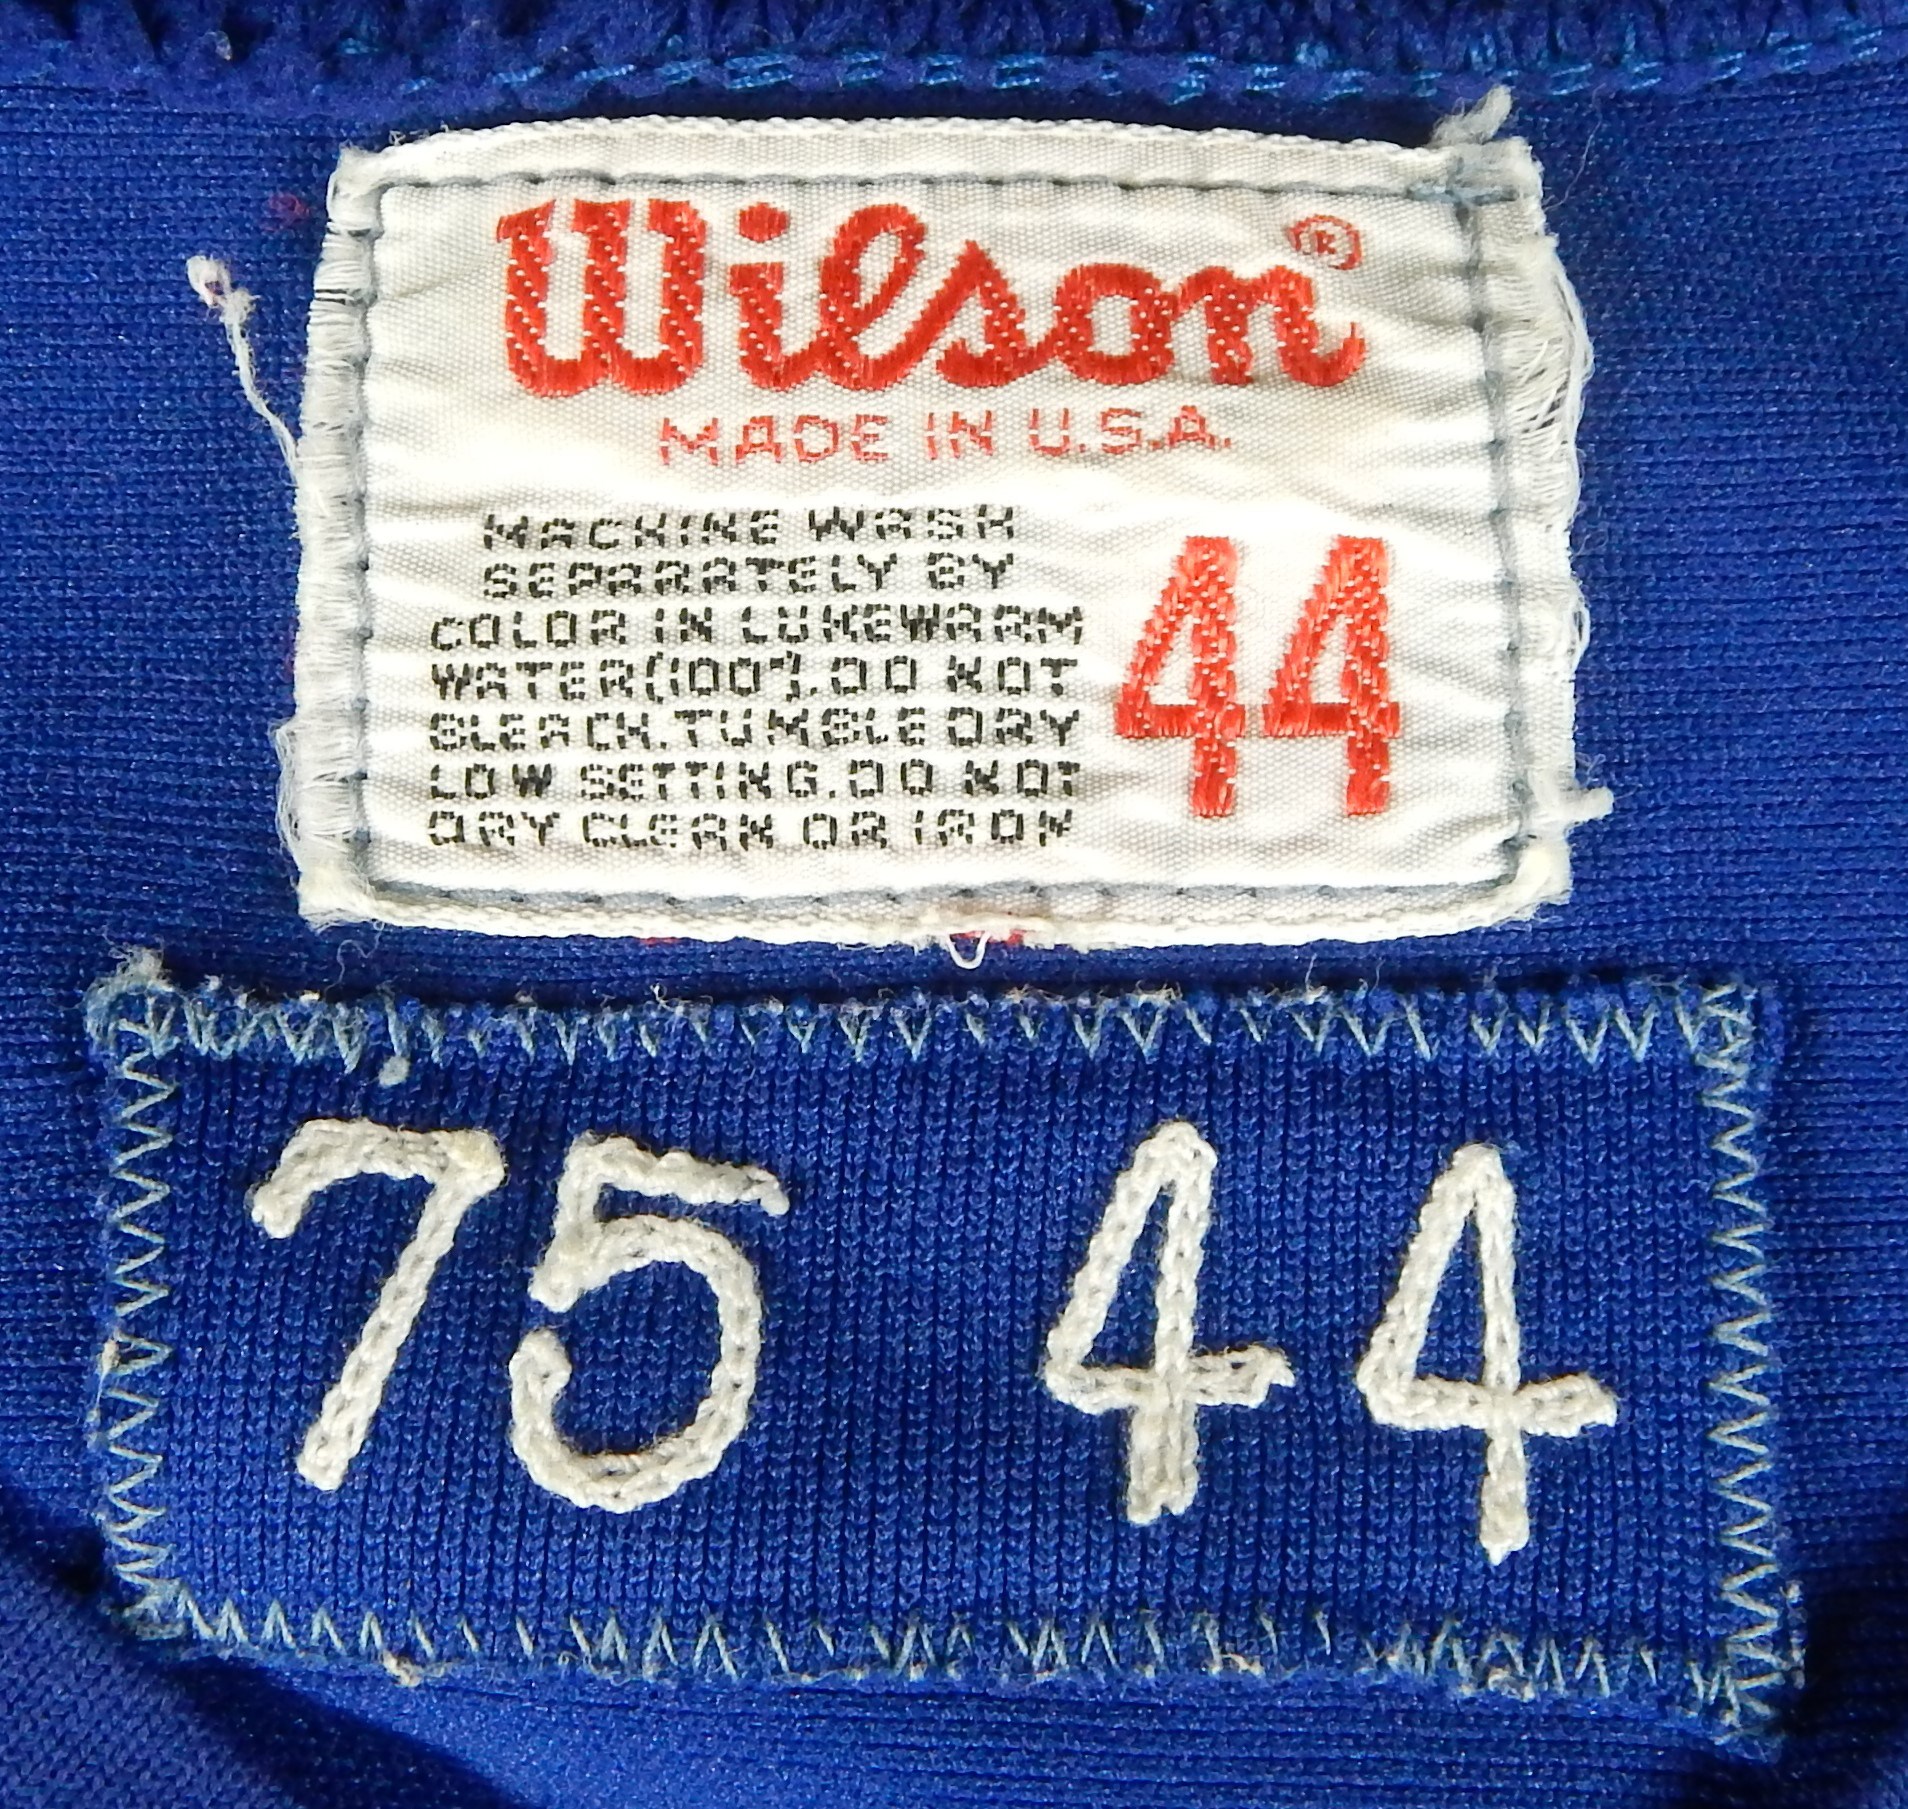 Wilson®
MADE IN U.S.A.
MACHINE WASH
SEPARATELY BY
COLOR IN LUKEWARM
WATER(100°).DO NOT
BLEACH.TUMBLE DRY
LOW SETTING.DO NOT
DRY CLEAN OR IRON
44
75 44